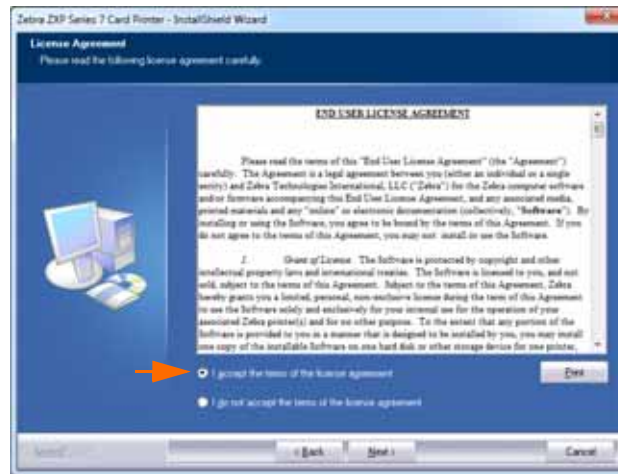 Zebra ZXP Series 7 Card Printer - InstallShield Wizard
License Agreement
Please read the following license agreement carefully.
END USER LICENSE AGREEMENT
Please read the terms of this "End User License Agreement" (the "Agreement")
carefully. The Agreement is a legal agreement between you (either an individual or a single
entity) and Zebra Technologies International, LLC ("Zebra") for the Zebra computer software
and/or firmware accompanying this End User License Agreement, and any associated media,
printed materials and any "online" or electronic documentation (collectively, "Software"). By
installing or using the Software, you agree to be bound by the terms of this Agreement. If you
do not agree to the terms of this Agreement, you may not install or use the Software.
1. Grant of License The Software is protected by copyright and other
intellectual property laws and international treaties. The Software is licensed to you, and not
sold, subject to the terms of this Agreement. Subject to the terms of this Agreement, Zebra
hereby grants you a limited, personal, non-exclusive license during the term of this Agreement
to use the Software solely and exclusively for your internal use for the operation of your
associated Zebra printer(s) and for no other purpose. To the extent that any portion of the
Software is provided to you in a manner that is designed to be installed by you, you may install
one copy of the installable Software on one hard disk or other storage device for one printer,
I accept the terms of the license agreement
Print
I do not accept the terms of the license agreement
< Back
Next >
Cancel